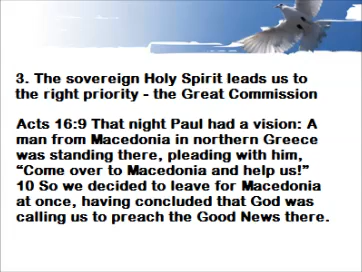 3. The sovereign Holy Spirit leads us to
the right priority - the Great Commission
Acts 16:9 That night Paul had a vision: A
man from Macedonia in northern Greece
was standing there, pleading with him,
“Come over to Macedonia and help us!”
10 So we decided to leave for Macedonia
at once, having concluded that God was
calling us to preach the Good News there.